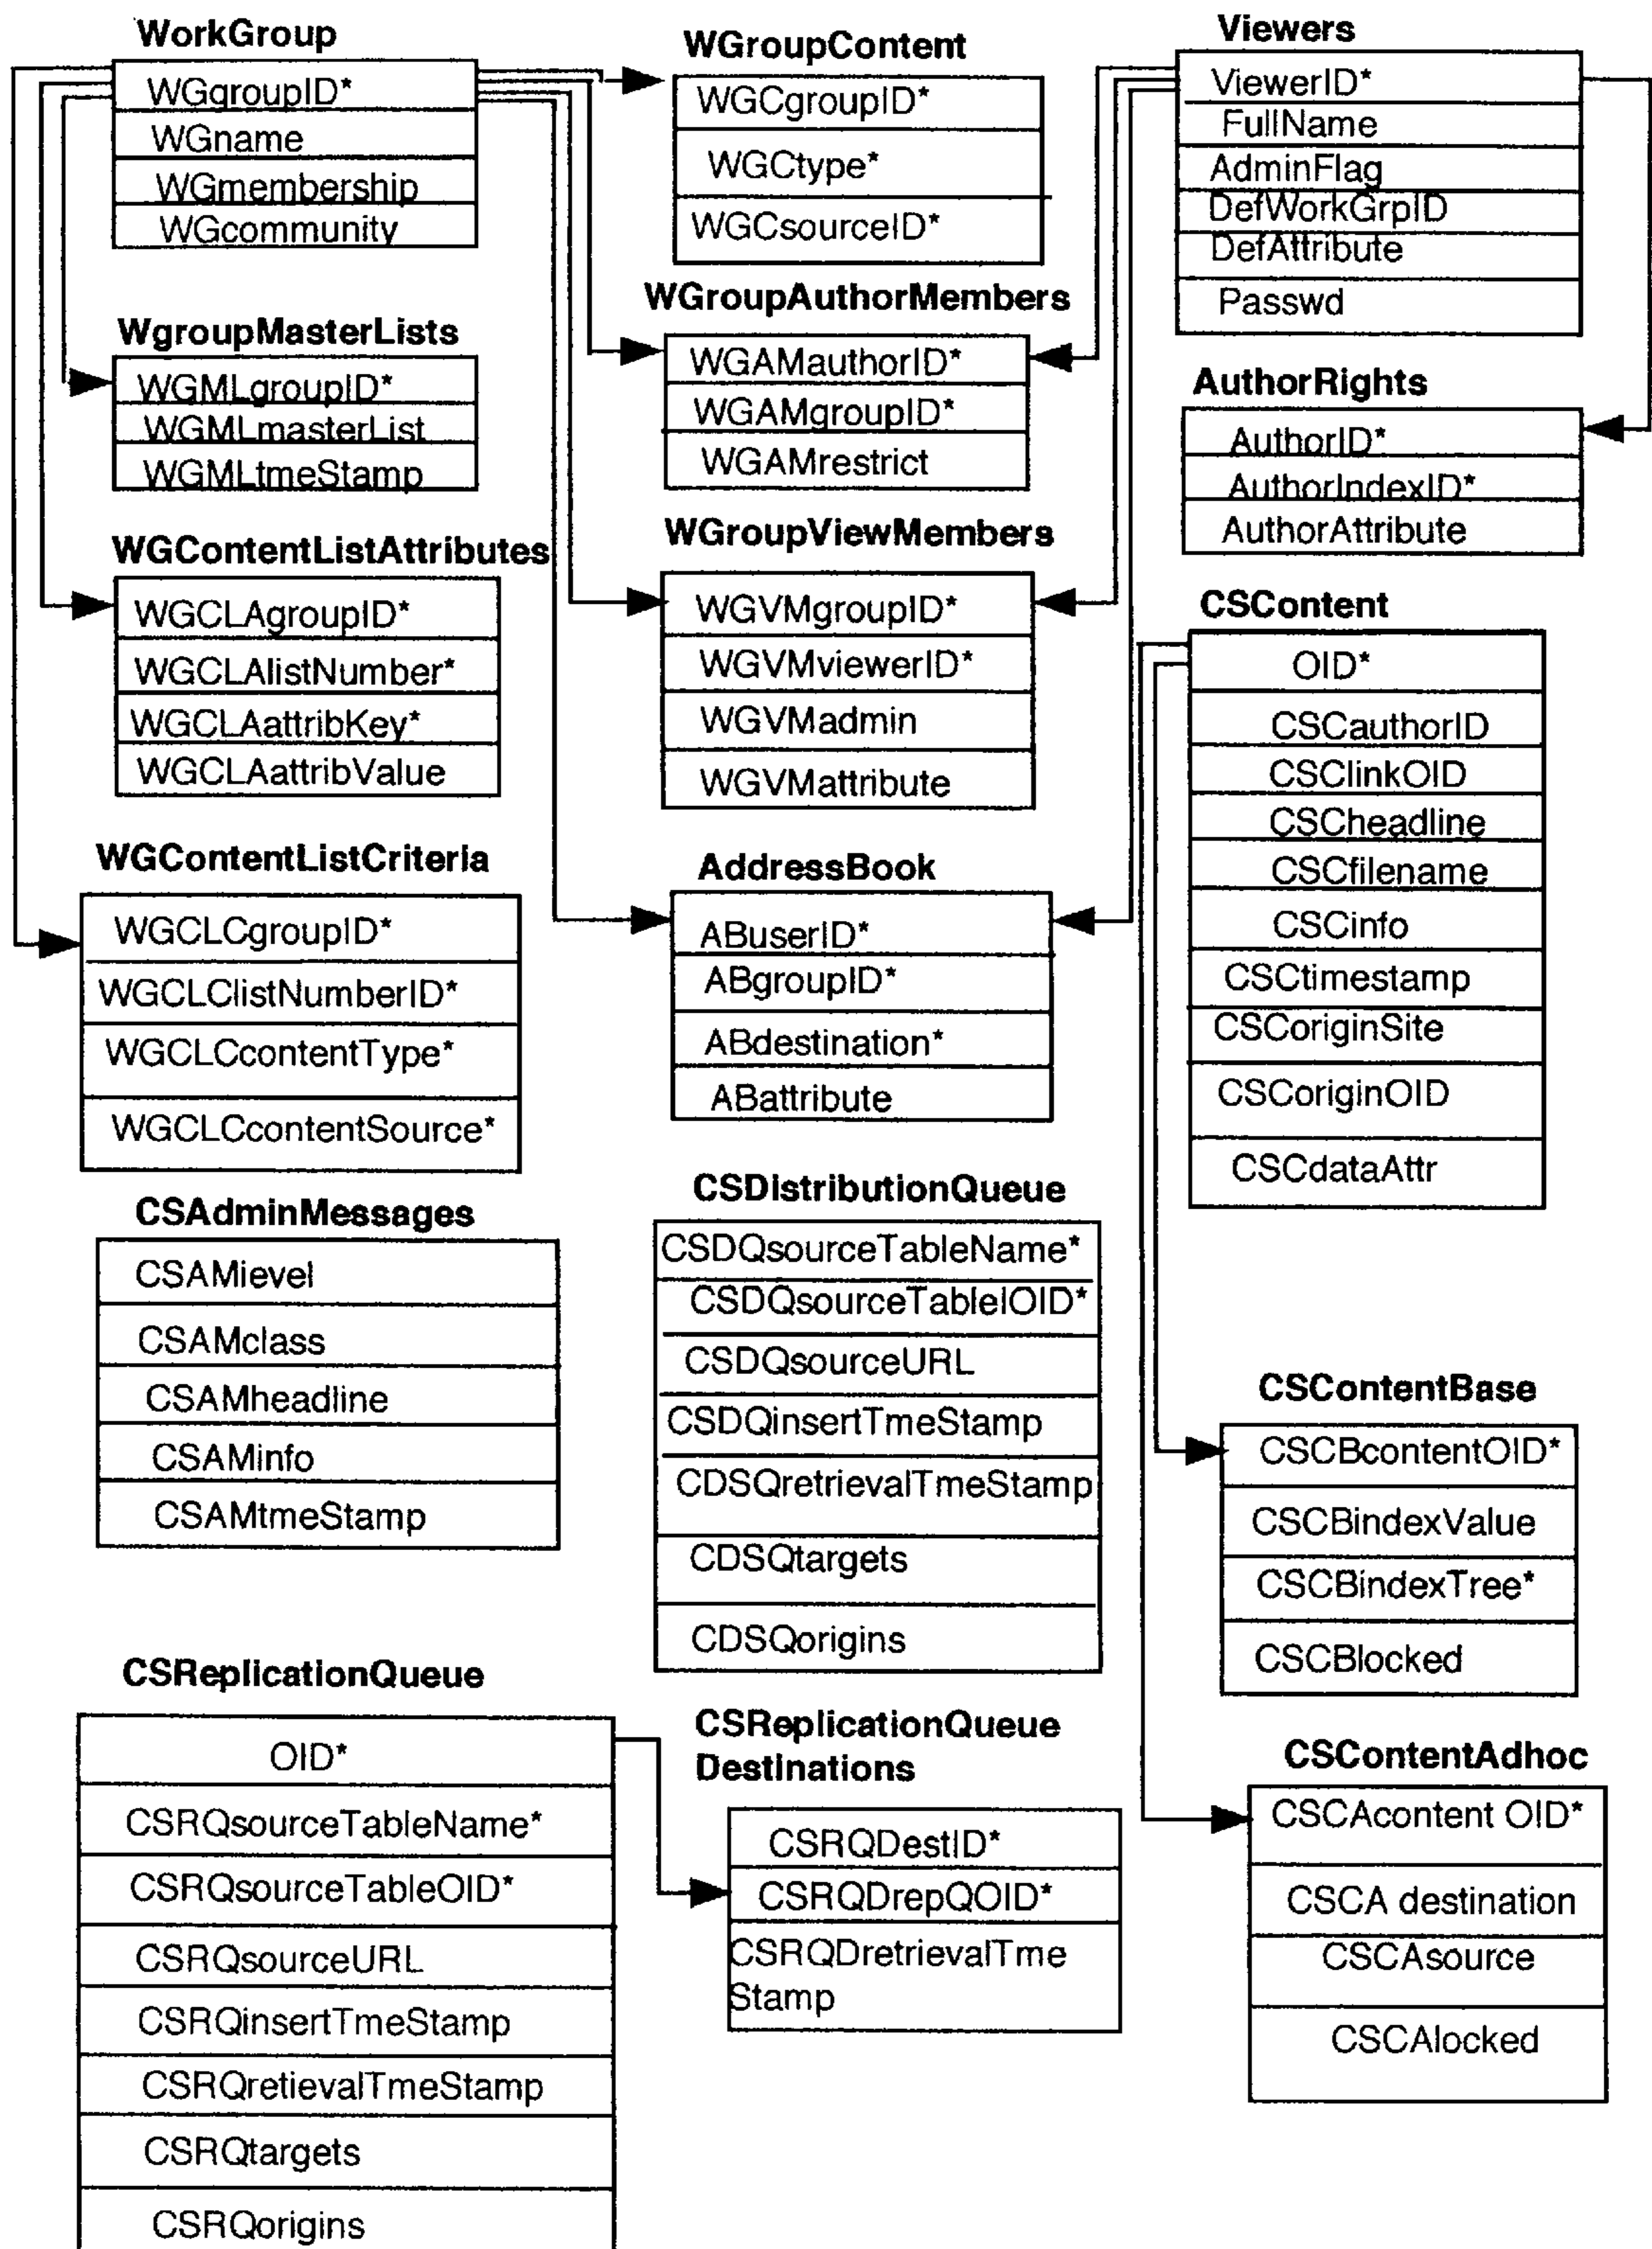 WorkGroup
WGgroupID*
WGname
WGmembership
WGcommunity
WgroupMasterLists
WGMLgroupID*
WGMLmasterList
WGMLtmeStamp
WGContentListAttributes
WGCLAgroupID*
WGCLAlistNumber*
WGCLAattribKey*
WGCLAattribValue
WGContentListCriteria
WGCLCgroupID*
WGCLClistNumberID*
WGCLCcontentType*
WGCLCcontentSource*
CSAdminMessages
CSAMievel
CSAMclass
CSAMheadline
CSAMinfo
CSAMtmeStamp
CSReplicationQueue
OID*
CSRQsourceTableName*
CSRQsourceTableOID*
CSRQsourceURL
CSRQinsertTmeStamp
CSRQretievalTmeStamp
CSRQtargets
CSRQorigins
WGroupContent
WGCgroupID*
WGCtype*
WGCsourceID*
WGroupAuthorMembers
WGAMauthorID*
WGAMgroupID*
WGAMrestrict
WGroupViewMembers
WGVMgroupID*
WGVMviewerID*
WGVMadmin
WGVMattribute
AddressBook
ABuserID*
ABgroupID*
ABdestination*
ABattribute
CSDistributionQueue
CSDQsourceTableName*
CSDQsourceTablelOID*
CSDQsourceURL
CSDQinsertTmeStamp
CDSQretrievalTmeStamp
CDSQtargets
CDSQorigins
CSReplicationQueue
Destinations
CSRQDestID*
CSRQDrepQOID*
CSRQDretrievalTme
Stamp
Viewers
ViewerID*
FullName
AdminFlag
DefWorkGrpID
DefAttribute
Passwd
AuthorRights
AuthorID*
AuthorIndexID*
AuthorAttribute
CSContent
OID*
CSCauthorID
CSClinkOID
CSCheadline
CSCfilename
CSCinfo
CSCtimestamp
CSCoriginSite
CSCoriginOID
CSCdataAttr
CSContentBase
CSCBcontentOID*
CSCBindexValue
CSCBindexTree*
CSCBlocked
CSContentAdhoc
CSCAcontent OID*
CSCA destination
CSCAsource
CSCAlocked